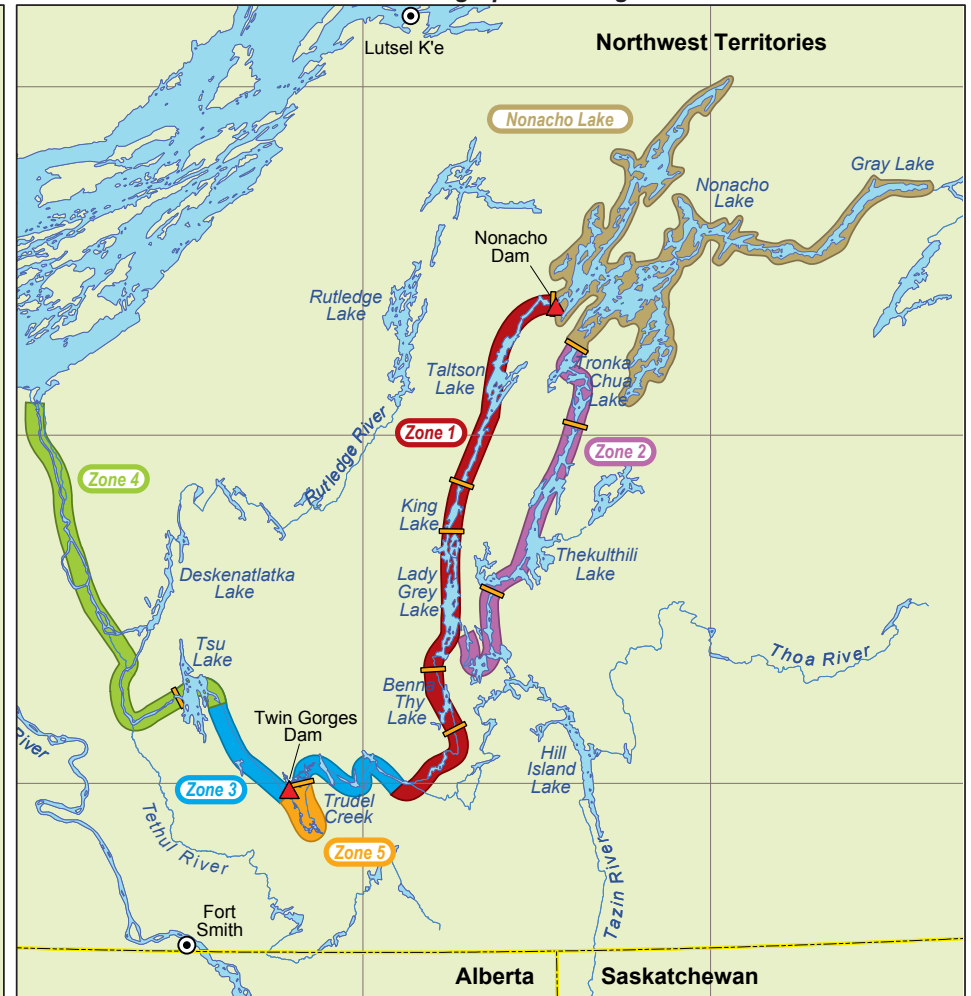 Lutsel K'e
Northwest Territories
Nonacho Lake
Gray Lake
Nonacho
Lake
Nonacho
Dam
Rutledge
Lake
Taltson
Lake
Tronka
Chua
Lake
Rutledge River
Zone 1
Zone 2
Zone 4
King
Lake
Thekulthili
Lake
Deskenatlatka
Lake
Lady
Grey
Lake
Tsu
Lake
Thoa River
Benna
Thy
Lake
Twin Gorges
Dam
River
Hill
Island
Lake
Zone 3
Trudel
Creek
Zone 5
Tethul River
Tazin River
Fort
Smith
Alberta
Saskatchewan